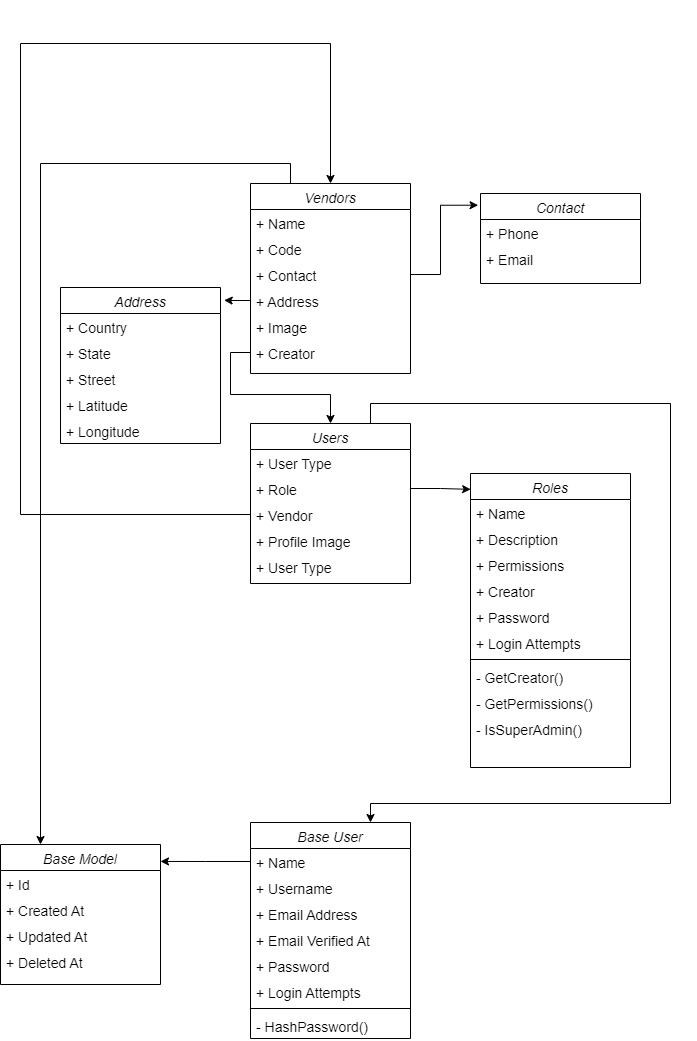 Vendors
+ Name
+ Code
+ Contact
+ Address
+ Image
+ Creator
Contact
+ Phone
+ Email
Address
+ Country
+ State
+ Street
+ Latitude
+ Longitude
Users
+ User Type
+ Role
+ Vendor
+ Profile Image
+ User Type
Roles
+ Name
+ Description
+ Permissions
+ Creator
+ Password
+ Login Attempts
- GetCreator()
- GetPermissions()
- IsSuperAdmin()
Base Model
+ Id
+ Created At
+ Updated At
+ Deleted At
Base User
+ Name
+ Username
+ Email Address
+ Email Verified At
+ Password
+ Login Attempts
- HashPassword()